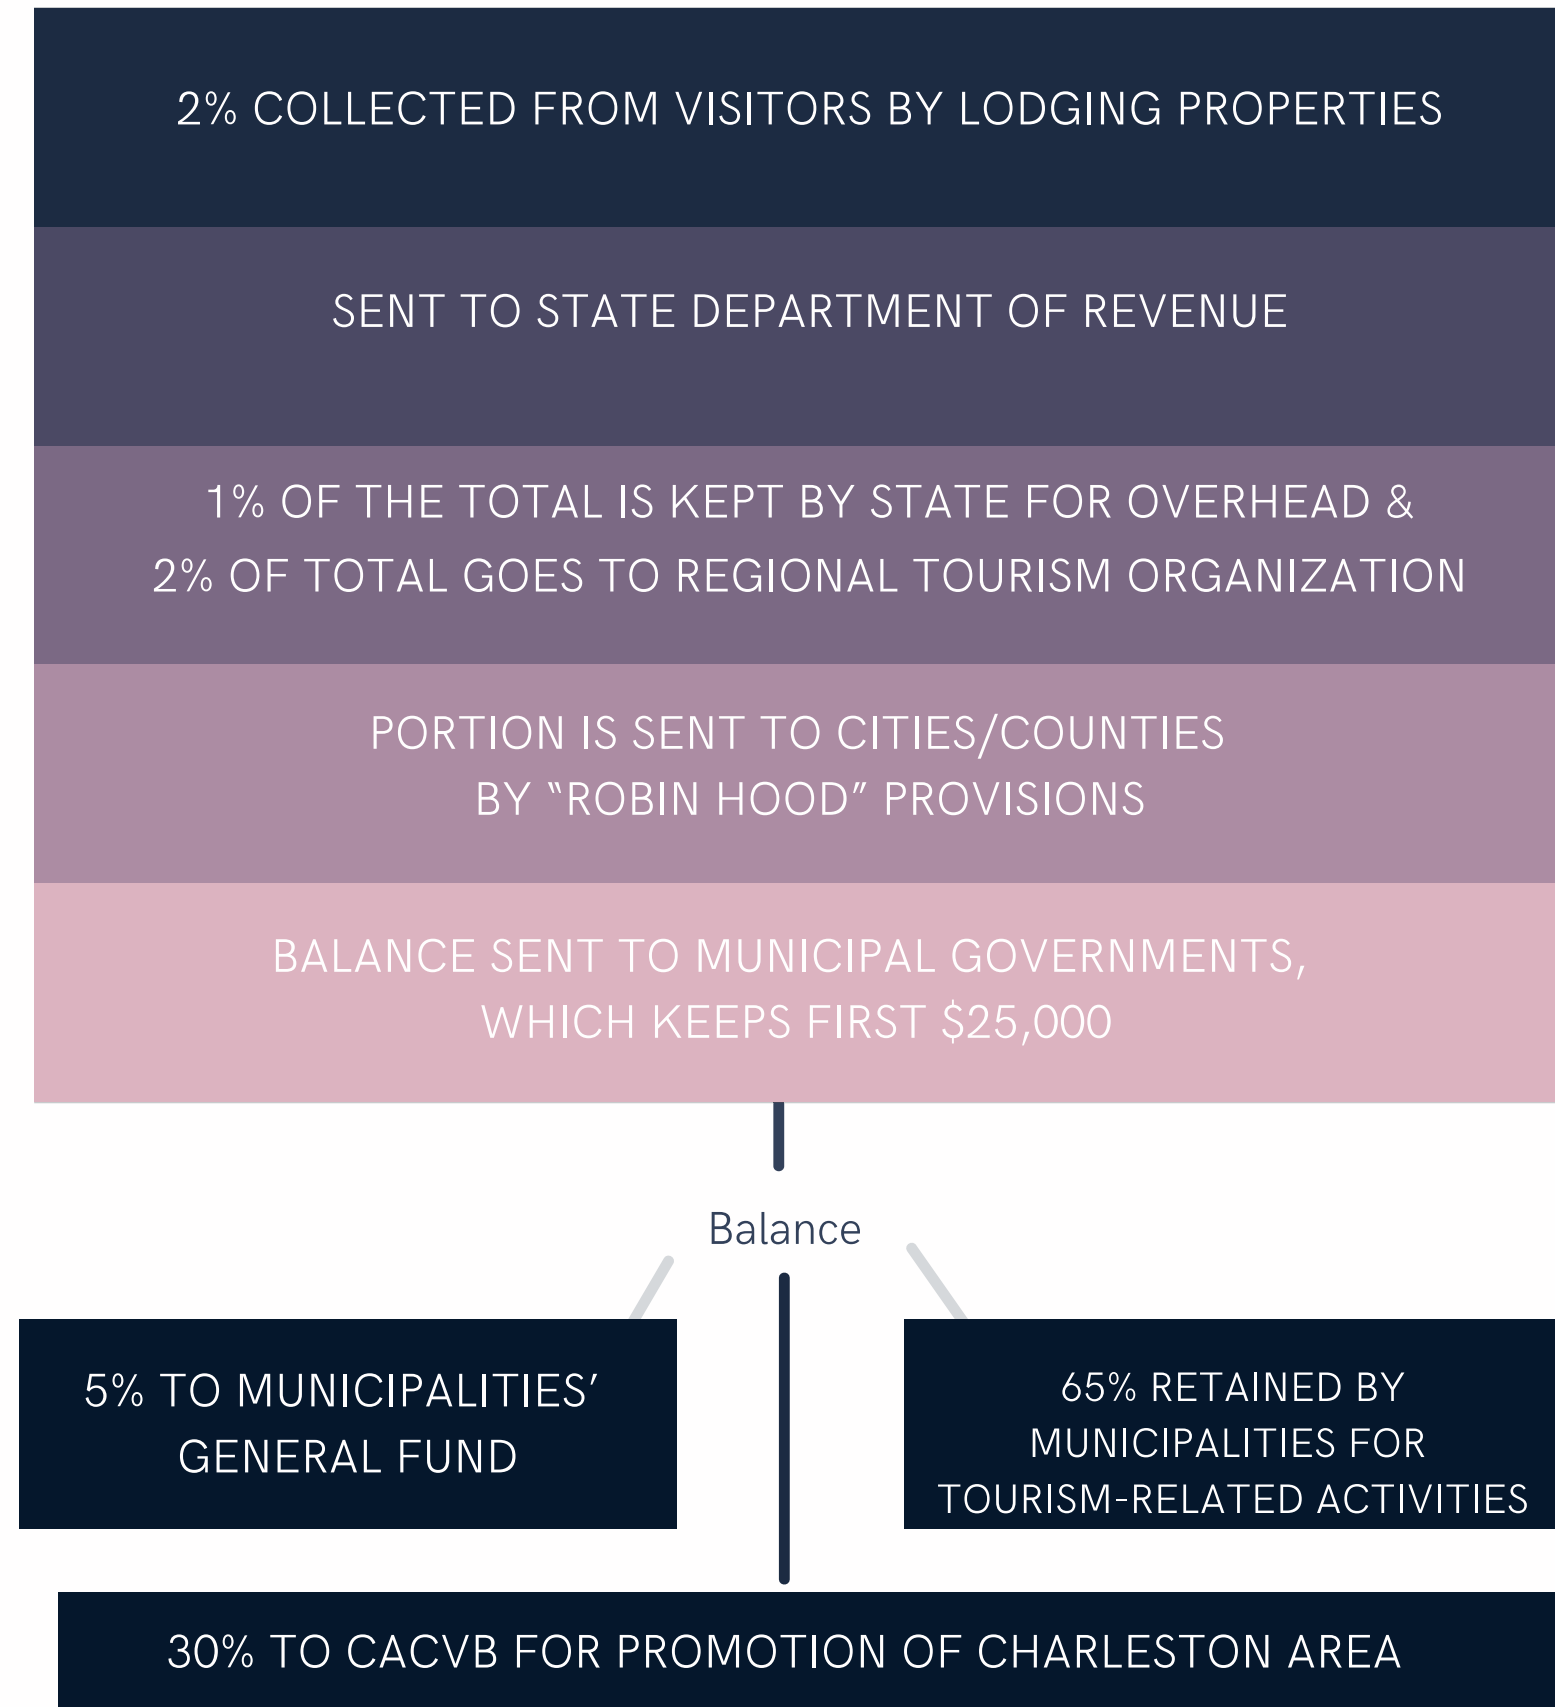 2% COLLECTED FROM VISITORS BY LODGING PROPERTIES
SENT TO STATE DEPARTMENT OF REVENUE
1% OF THE TOTAL IS KEPT BY STATE FOR OVERHEAD &
2% OF TOTAL GOES TO REGIONAL TOURISM ORGANIZATION
PORTION IS SENT TO CITIES/COUNTIES
BY “ROBIN HOOD” PROVISIONS
BALANCE SENT TO MUNICIPAL GOVERNMENTS,
WHICH KEEPS FIRST $25,000
Balance
5% TO MUNICIPALITIES’
GENERAL FUND
65% RETAINED BY
MUNICIPALITIES FOR
TOURISM-RELATED ACTIVITIES
30% TO CACVB FOR PROMOTION OF CHARLESTON AREA